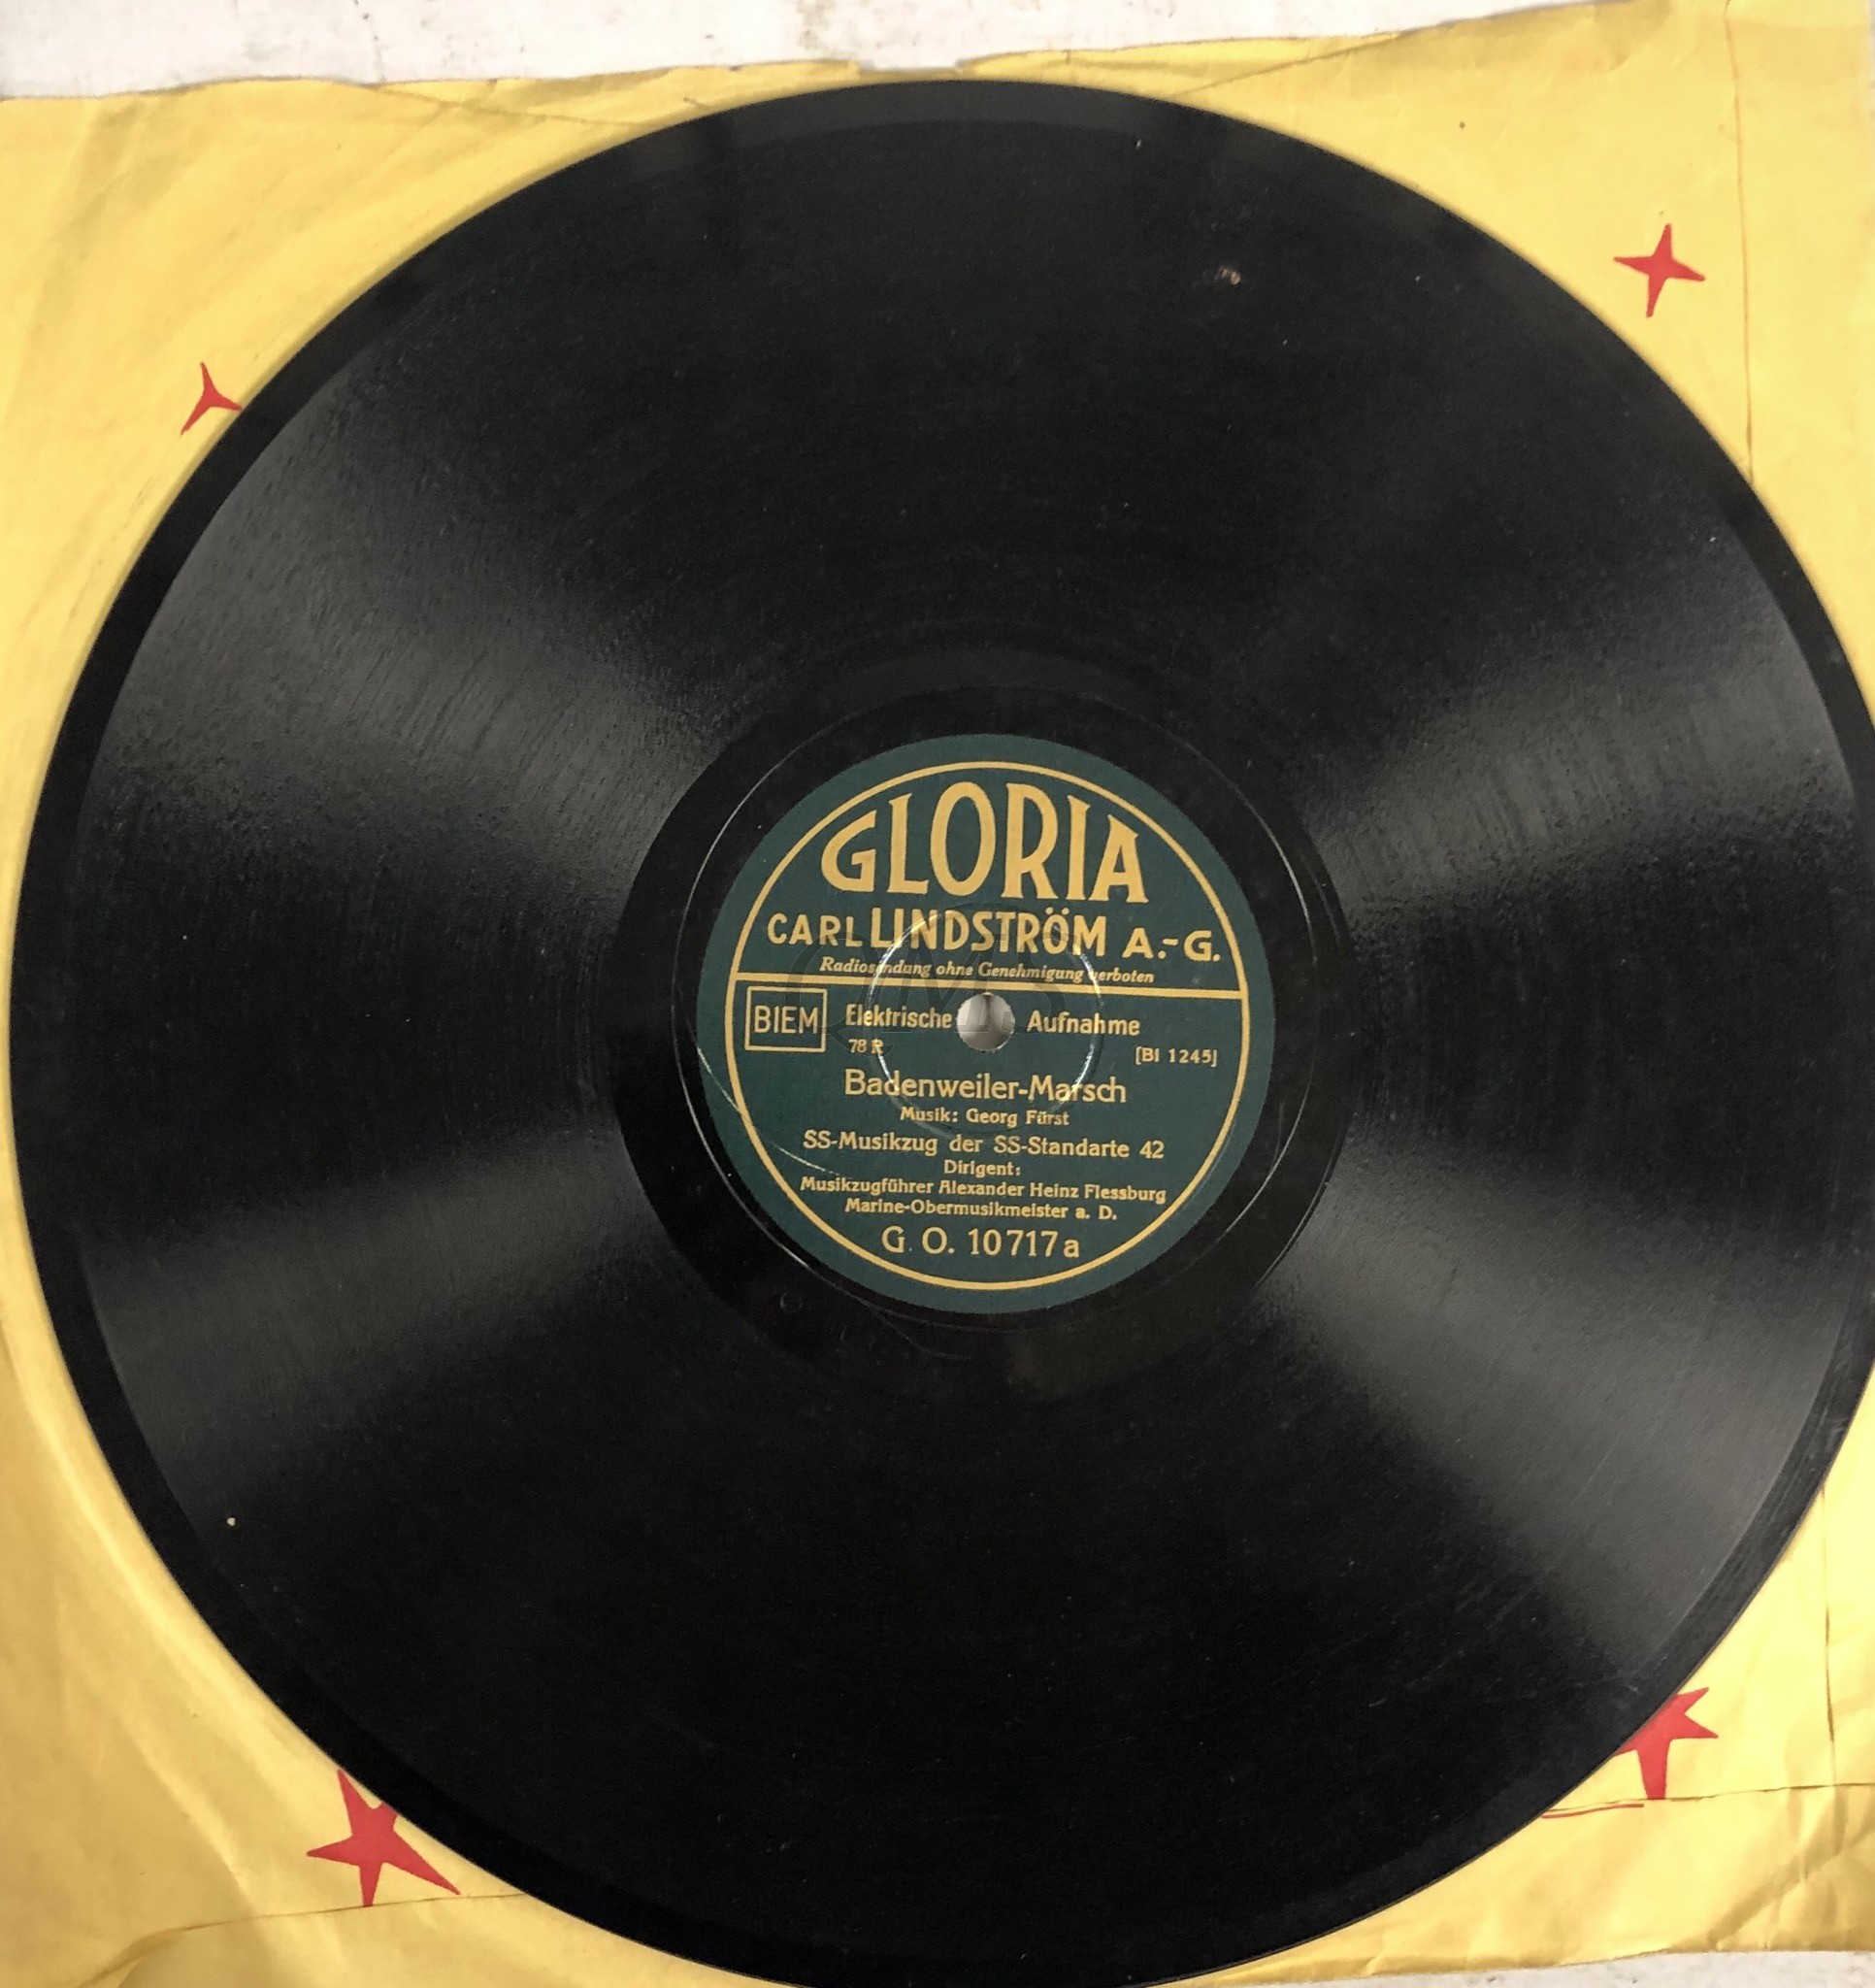 GLORIA
CARL LINDSTRÖM A.-G.
Radiosendung ohne Genehmigung verboten
BIEM Elektrische Aufnahme
78 R [BI 1245]
Badenweiler-Marsch
Musik: Georg Fürst
SS-Musikzug der SS-Standarte 42
Dirigent:
Musikzugführer Alexander Heinz Flessburg
Marine-Obermusikmeister a. D.
G. O. 10717a